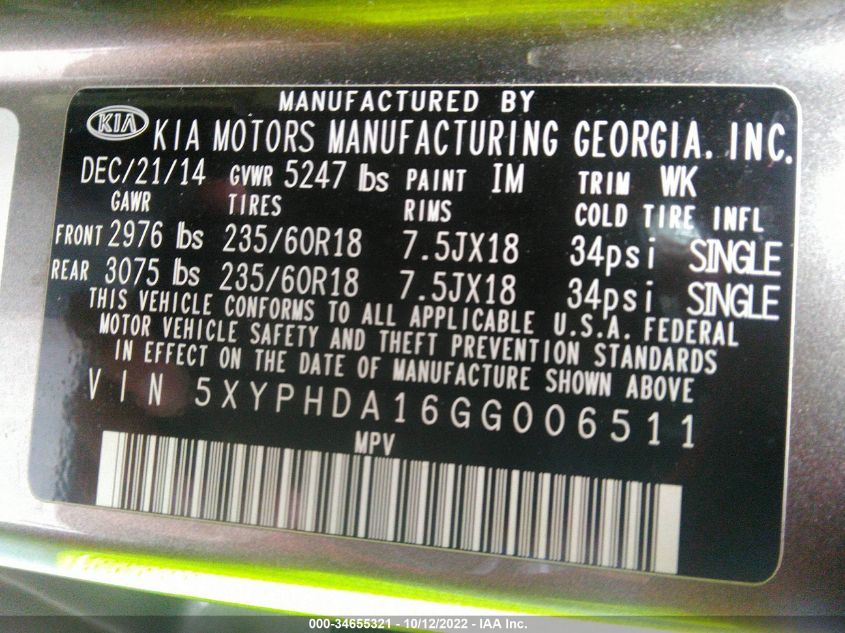 MANUFACTURED BY
KIA KIA MOTORS MANUFACTURING GEORGIA, INC.
DEC/21/14 GVWR 5247 lbs PAINT IM TRIM WK
GAWR TIRES RIMS COLD TIRE INFL
FRONT 2976 lbs 235/60R18 7.5JX18 34psi SINGLE
REAR 3075 lbs 235/60R18 7.5JX18 34psi SINGLE
THIS VEHICLE CONFORMS TO ALL APPLICABLE U.S.A. FEDERAL
MOTOR VEHICLE SAFETY AND THEFT PREVENTION STANDARDS
IN EFFECT ON THE DATE OF MANUFACTURE SHOWN ABOVE
VIN 5XYPHDA16GG006511
MPV
000-34655321 - 10/12/2022 - IAA Inc.